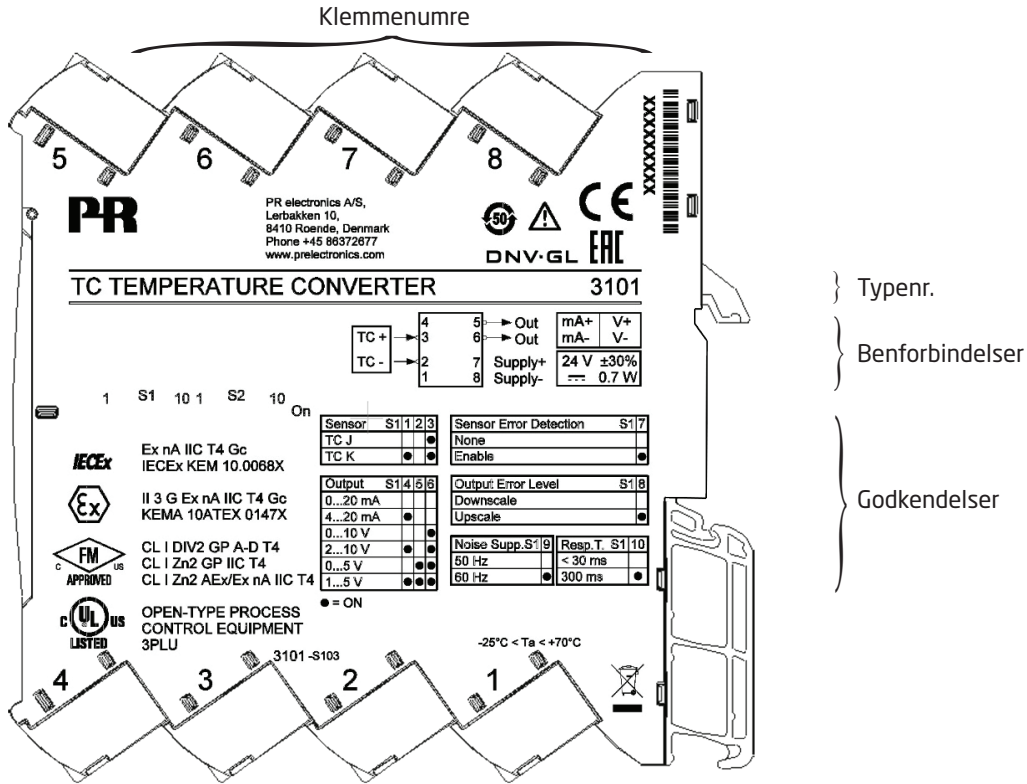 Klemmenumre
5 6 7 8
XXXXXXXXXX
PR
PR electronics A/S,
Lerbakken 10,
8410 Roende, Denmark
Phone +45 86372677
www.prelectronics.com
50
CE
DNV·GL EAC
TC TEMPERATURE CONVERTER 3101
Typenr.
Benforbindelser
4 5 Out mA+ V+
TC + 3 6 Out mA- V-
TC - 2 7 Supply+ 24 V ±30%
1 8 Supply- 0.7 W
1 S1 10 1 S2 10 On
Sensor S1 1 2 3
TC J ●
TC K ● ●
Sensor Error Detection S1 7
None
Enable ●
IECEx
Ex nA IIC T4 Gc
IECEx KEM 10.0068X
Ex
II 3 G Ex nA IIC T4 Gc
KEMA 10ATEX 0147X
Output S1 4 5 6
0...20 mA
4...20 mA ●
0...10 V ●
2...10 V ● ●
0...5 V ● ●
1...5 V ● ● ●
Output Error Level S1 8
Downscale
Upscale ●
Godkendelser
Noise Supp. S1 9
50 Hz
60 Hz ●
Resp.T. S1 10
< 30 ms
300 ms ●
C FM US
APPROVED
CL I DIV2 GP A-D T4
CL I Zn2 GP IIC T4
CL I Zn2 AEx/Ex nA IIC T4
● = ON
C UL US
LISTED
OPEN-TYPE PROCESS
CONTROL EQUIPMENT
3PLU
3101 -S103
-25°C < Ta < +70°C
4 3 2 1